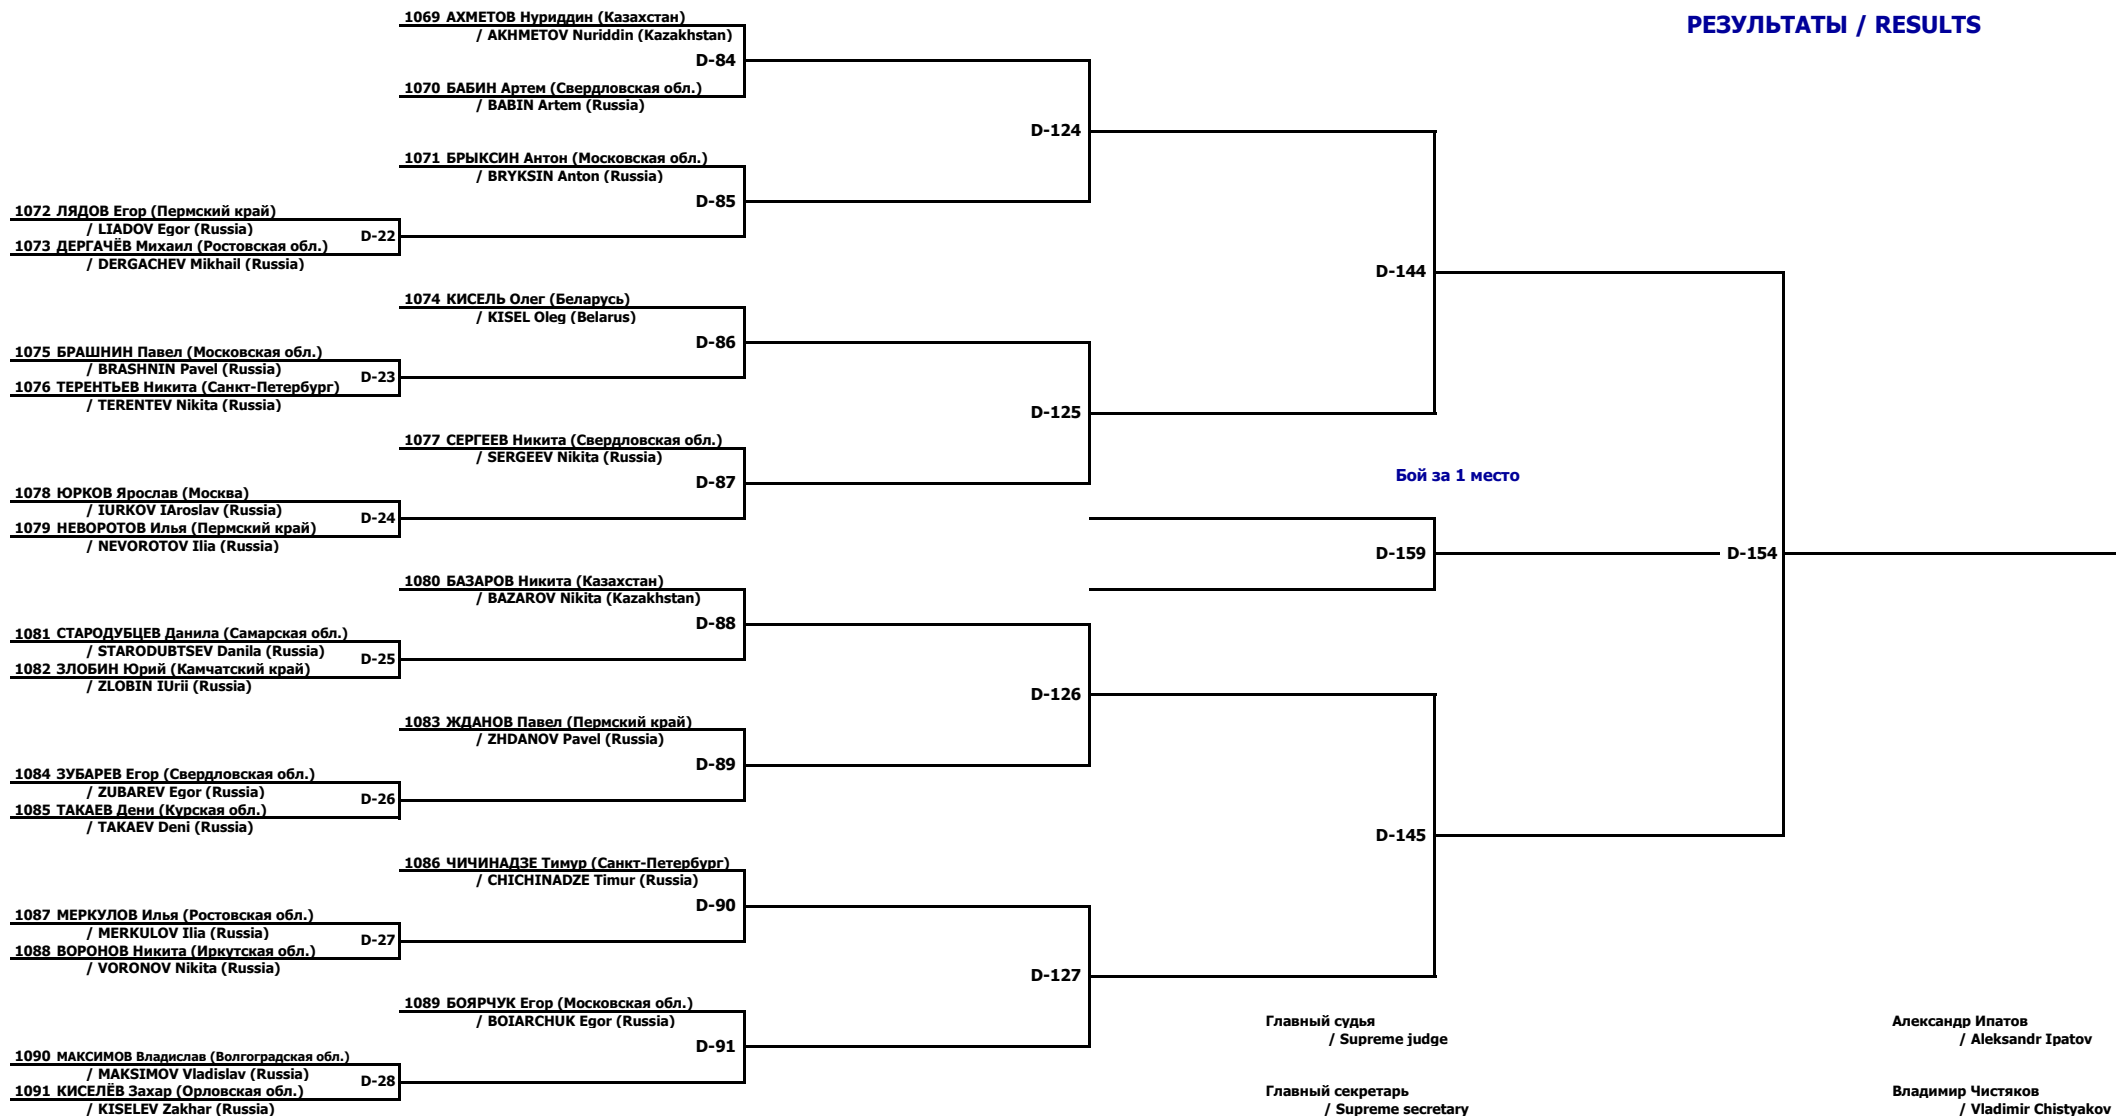 РЕЗУЛЬТАТЫ / RESULTS
1069 АХМЕТОВ Нуриддин (Казахстан)
/ AKHMETOV Nuriddin (Kazakhstan)
D-84
1070 БАБИН Артем (Свердловская обл.)
/ BABIN Artem (Russia)
D-124
1071 БРЫКСИН Антон (Московская обл.)
/ BRYKSIN Anton (Russia)
D-85
1072 ЛЯДОВ Егор (Пермский край)
/ LIADOV Egor (Russia)
D-22
1073 ДЕРГАЧЁВ Михаил (Ростовская обл.)
/ DERGACHEV Mikhail (Russia)
D-144
1074 КИСЕЛЬ Олег (Беларусь)
/ KISEL Oleg (Belarus)
D-86
1075 БРАШНИН Павел (Московская обл.)
/ BRASHNIN Pavel (Russia)
D-23
1076 ТЕРЕНТЬЕВ Никита (Санкт-Петербург)
/ TERENTEV Nikita (Russia)
D-125
1077 СЕРГЕЕВ Никита (Свердловская обл.)
/ SERGEEV Nikita (Russia)
D-87
Бой за 1 место
1078 ЮРКОВ Ярослав (Москва)
/ IURKOV IAroslav (Russia)
D-24
1079 НЕВОРОТОВ Илья (Пермский край)
/ NEVOROTOV Ilia (Russia)
D-159
D-154
1080 БАЗАРОВ Никита (Казахстан)
/ BAZAROV Nikita (Kazakhstan)
D-88
1081 СТАРОДУБЦЕВ Данила (Самарская обл.)
/ STARODUBTSEV Danila (Russia)
D-25
1082 ЗЛОБИН Юрий (Камчатский край)
/ ZLOBIN IUrii (Russia)
D-126
1083 ЖДАНОВ Павел (Пермский край)
/ ZHDANOV Pavel (Russia)
D-89
1084 ЗУБАРЕВ Егор (Свердловская обл.)
/ ZUBAREV Egor (Russia)
D-26
1085 ТАКАЕВ Дени (Курская обл.)
/ TAKAEV Deni (Russia)
D-145
1086 ЧИЧИНАДЗЕ Тимур (Санкт-Петербург)
/ CHICHINADZE Timur (Russia)
D-90
1087 МЕРКУЛОВ Илья (Ростовская обл.)
/ MERKULOV Ilia (Russia)
D-27
1088 ВОРОНОВ Никита (Иркутская обл.)
/ VORONOV Nikita (Russia)
D-127
1089 БОЯРЧУК Егор (Московская обл.)
/ BOIARCHUK Egor (Russia)
D-91
1090 МАКСИМОВ Владислав (Волгоградская обл.)
/ MAKSIMOV Vladislav (Russia)
D-28
1091 КИСЕЛЁВ Захар (Орловская обл.)
/ KISELEV Zakhar (Russia)
Главный судья
/ Supreme judge
Александр Ипатов
/ Aleksandr Ipatov
Главный секретарь
/ Supreme secretary
Владимир Чистяков
/ Vladimir Chistyakov